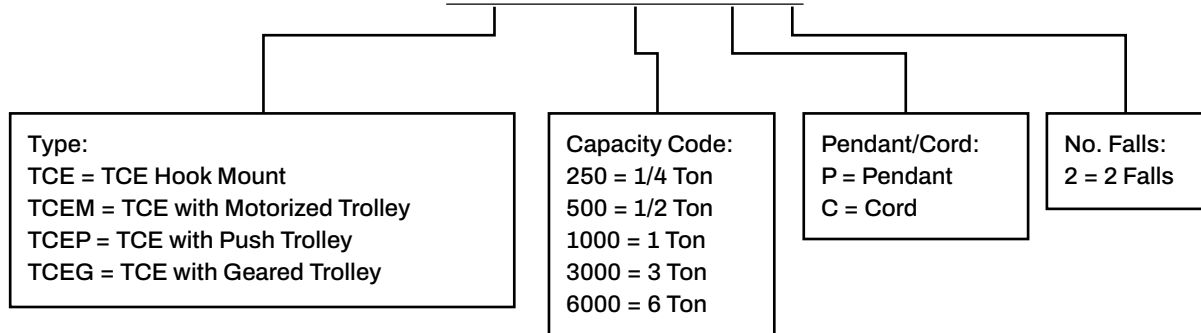 Type:
TCE = TCE Hook Mount
TCEM = TCE with Motorized Trolley
TCEP = TCE with Push Trolley
TCEG = TCE with Geared Trolley
Capacity Code:
250 = 1/4 Ton
500 = 1/2 Ton
1000 = 1 Ton
3000 = 3 Ton
6000 = 6 Ton
Pendant/Cord:
P = Pendant
C = Cord
No. Falls:
2 = 2 Falls